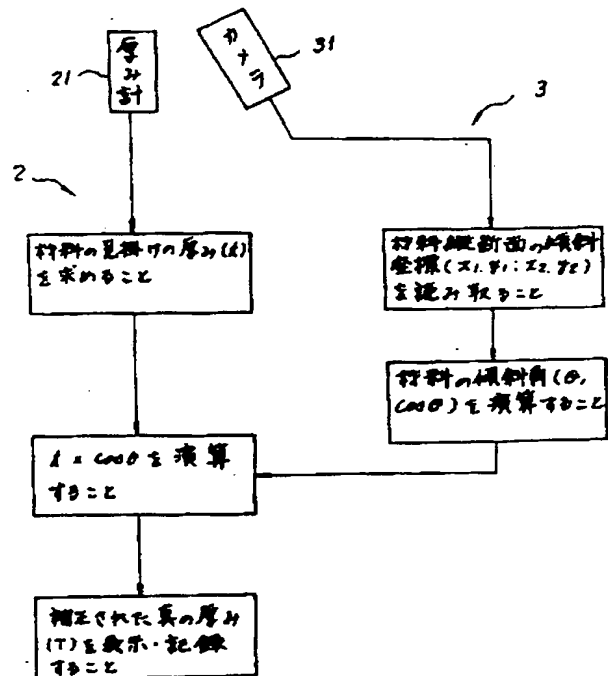 厚み計
21
カメラ
31
3
2
材料の見掛けの厚み(t)
を求めること
材料縦断面の傾斜
座標(x1.y1;x2.y2)
を読み取ること
材料の傾斜角(θ,
cosθ)を演算すること
t×cosθを演算
すること
補正された真の厚み
(T)を表示・記録
すること